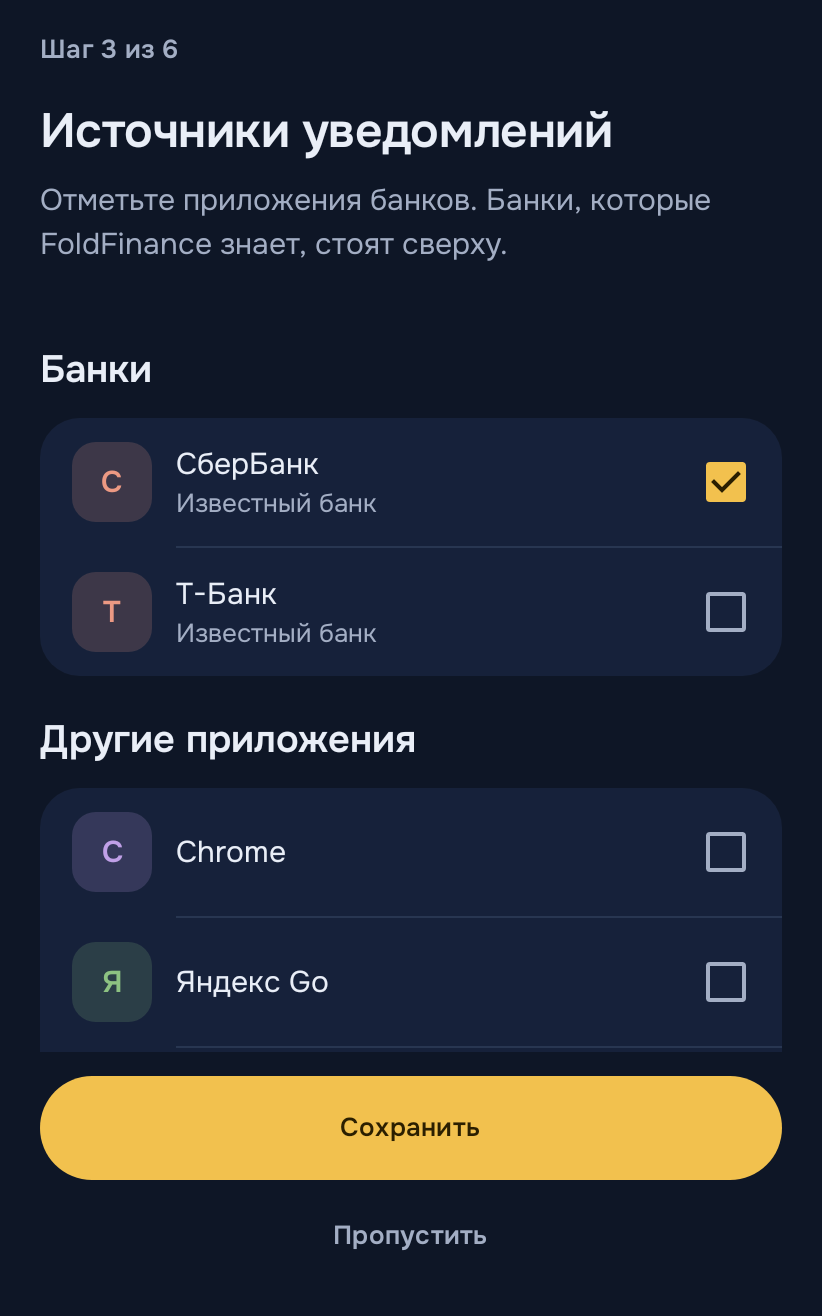 Шаг 3 из 6
Источники уведомлений
Отметьте приложения банков. Банки, которые
FoldFinance знает, стоят сверху.
Банки
С
СберБанк
Известный банк
Т
Т-Банк
Известный банк
Другие приложения
C
Chrome
Я
Яндекс Go
Сохранить
Пропустить